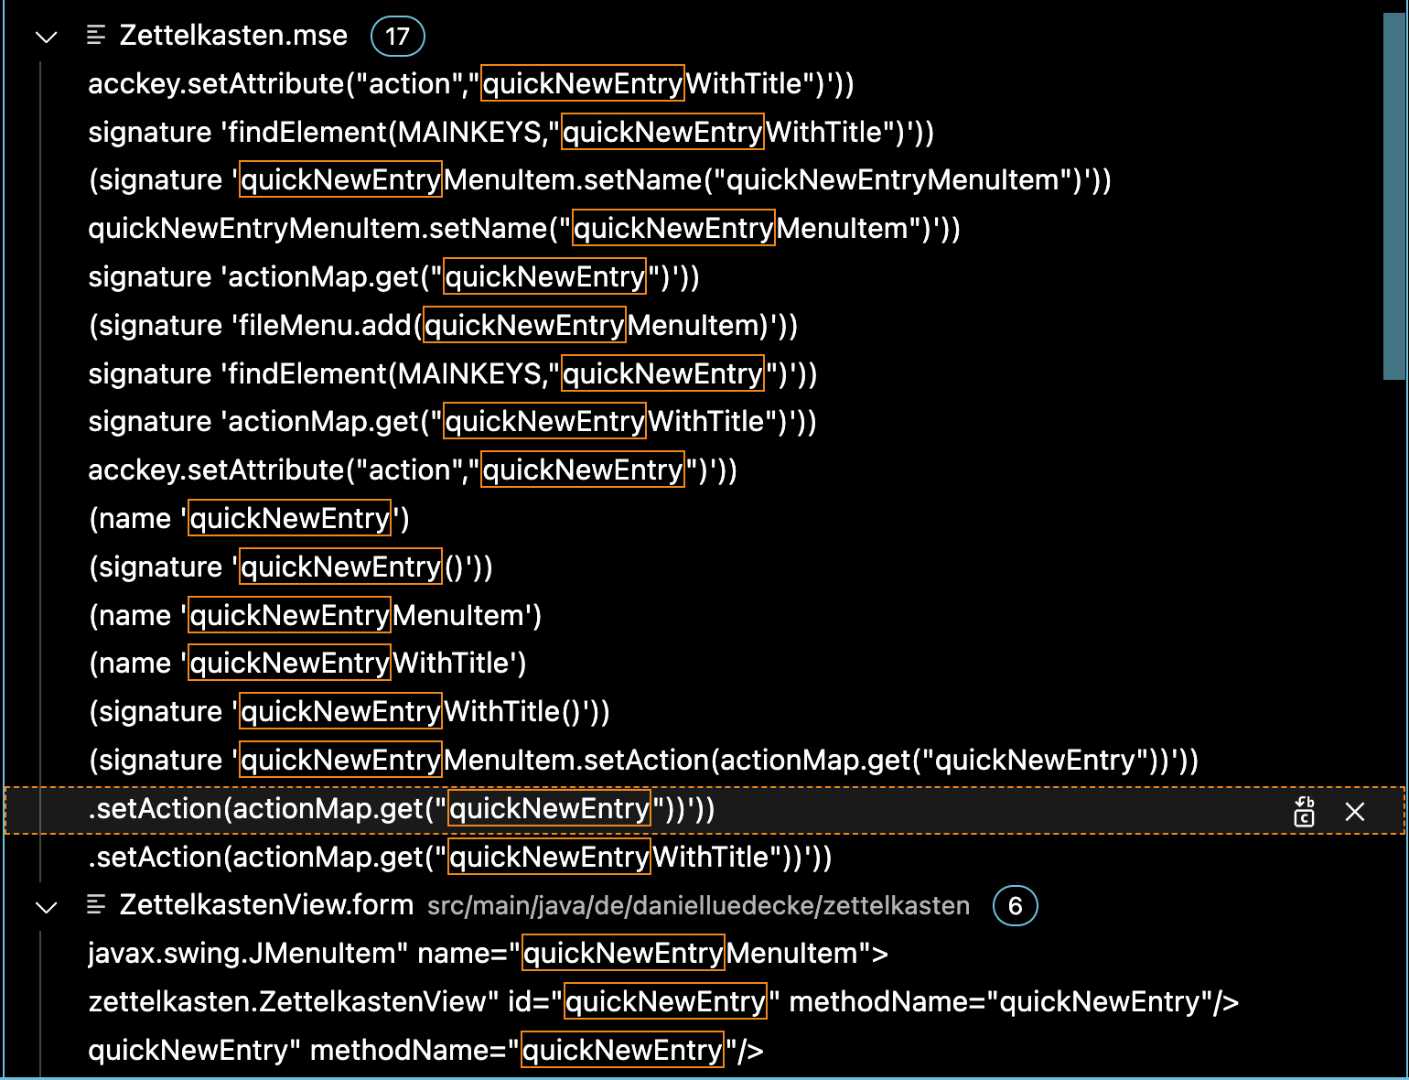 Zettelkasten.mse 17
acckey.setAttribute("action","quickNewEntryWithTitle")'))
signature 'findElement(MAINKEYS,"quickNewEntryWithTitle")'))
(signature 'quickNewEntryMenuItem.setName("quickNewEntryMenuItem")'))
quickNewEntryMenuItem.setName("quickNewEntryMenuItem")'))
signature 'actionMap.get("quickNewEntry")'))
(signature 'fileMenu.add(quickNewEntryMenuItem)'))
signature 'findElement(MAINKEYS,"quickNewEntry")'))
signature 'actionMap.get("quickNewEntryWithTitle")'))
acckey.setAttribute("action","quickNewEntry")'))
(name 'quickNewEntry')
(signature 'quickNewEntry()'))
(name 'quickNewEntryMenuItem')
(name 'quickNewEntryWithTitle')
(signature 'quickNewEntryWithTitle()'))
(signature 'quickNewEntryMenuItem.setAction(actionMap.get("quickNewEntry"))'))
.setAction(actionMap.get("quickNewEntry"))'))
.setAction(actionMap.get("quickNewEntryWithTitle"))'))
ZettelkastenView.form src/main/java/de/danielluedecke/zettelkasten 6
javax.swing.JMenuItem" name="quickNewEntryMenuItem">
zettelkasten.ZettelkastenView" id="quickNewEntry" methodName="quickNewEntry"/>
quickNewEntry" methodName="quickNewEntry"/>